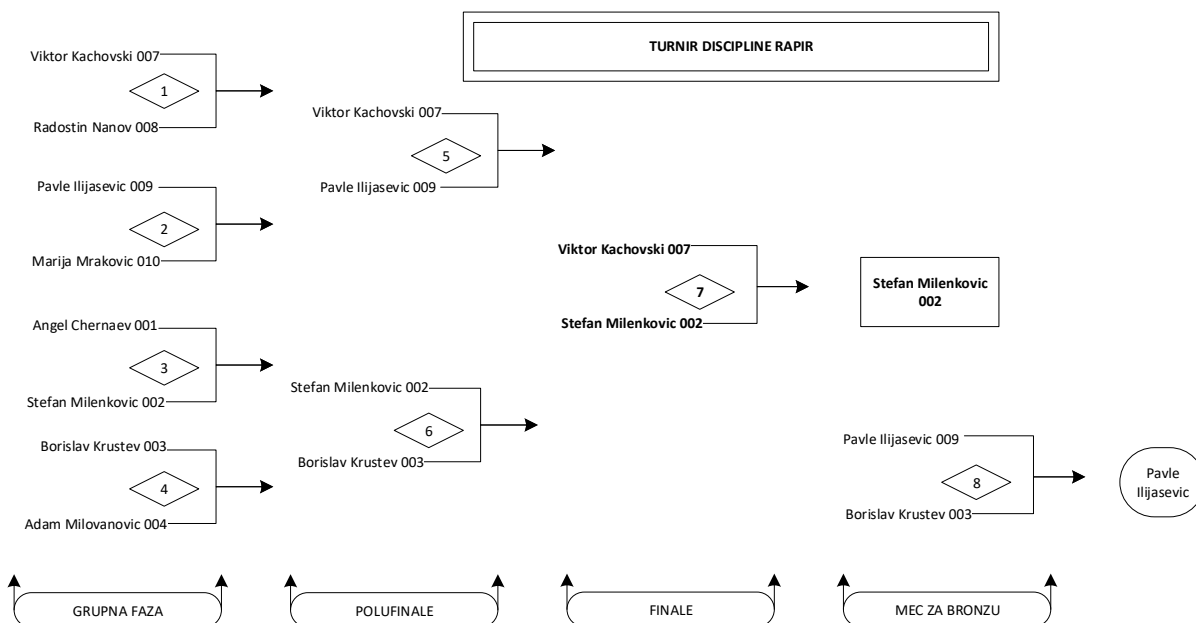 TURNIR DISCIPLINE RAPIR
Viktor Kachovski 007
1
Radostin Nanov 008
Pavle Ilijasevic 009
2
Marija Mrakovic 010
Angel Chernaev 001
3
Stefan Milenkovic 002
Borislav Krustev 003
4
Adam Milovanovic 004
Viktor Kachovski 007
5
Pavle Ilijasevic 009
Stefan Milenkovic 002
6
Borislav Krustev 003
Viktor Kachovski 007
7
Stefan Milenkovic 002
Stefan Milenkovic
002
Pavle Ilijasevic 009
8
Borislav Krustev 003
Pavle
Ilijasevic
GRUPNA FAZA
POLUFINALE
FINALE
MEC ZA BRONZU